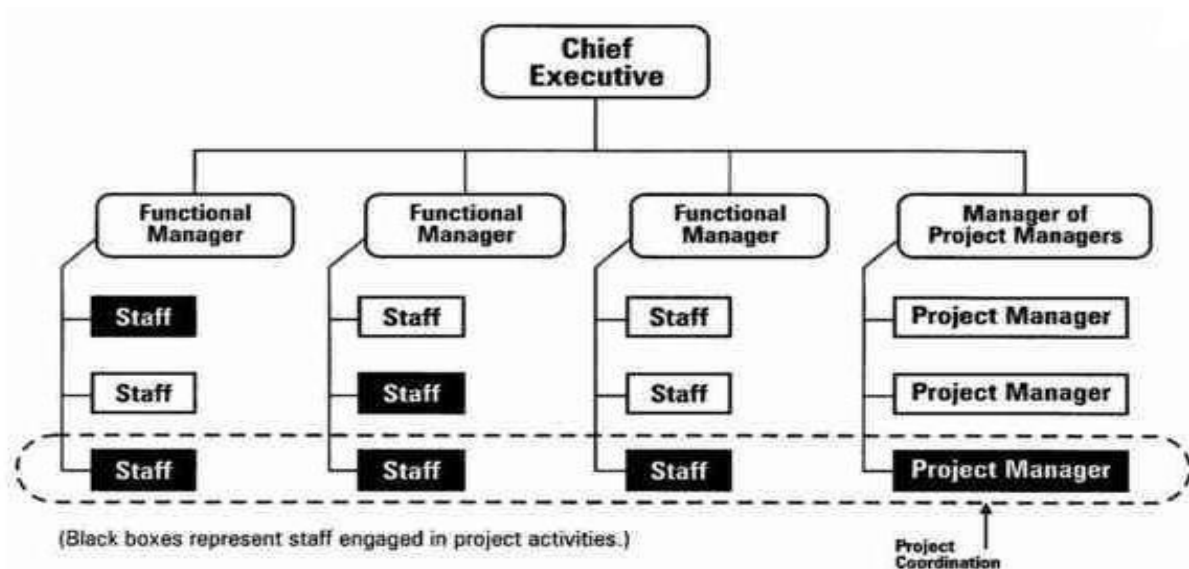 Chief
Executive
Functional
Manager
Functional
Manager
Functional
Manager
Manager of
Project Managers
Staff
Staff
Staff
Project Manager
Staff
Staff
Staff
Project Manager
Staff
Staff
Staff
Project Manager
(Black boxes represent staff engaged in project activities.)
Project
Coordination